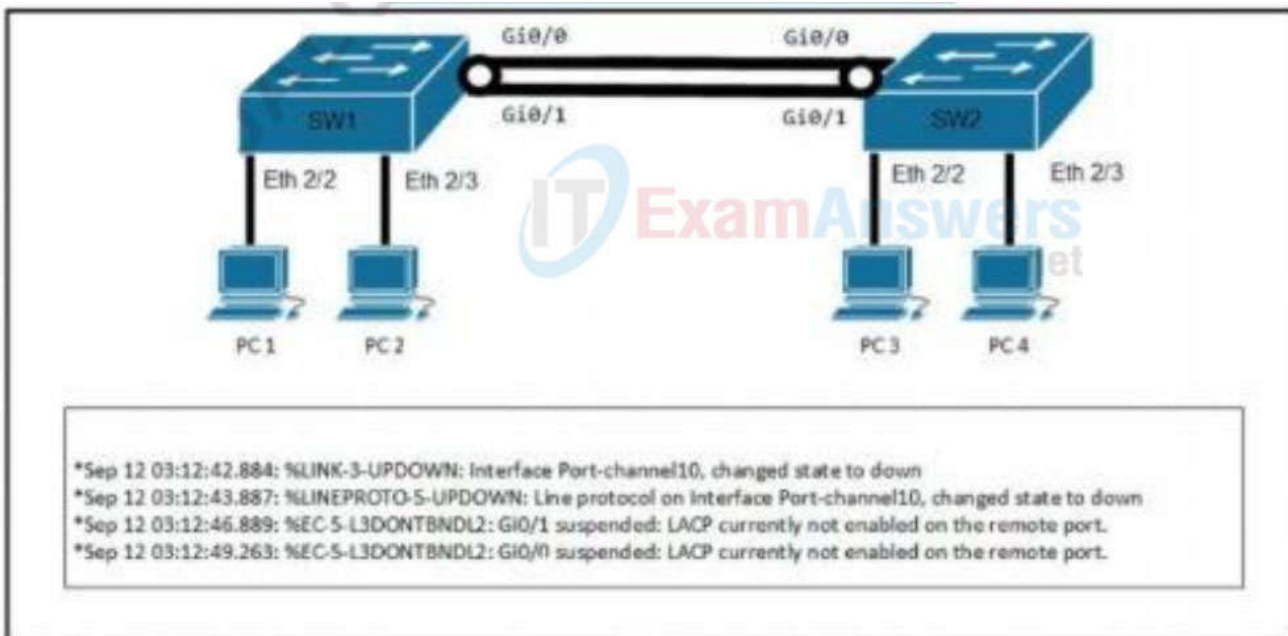 Gi0/0 Gi0/0
SW1 SW2
Gi0/1 Gi0/1
Eth 2/2 Eth 2/3 Eth 2/2 Eth 2/3
ITExamAnswers
.net
PC 1 PC 2 PC 3 PC 4
*Sep 12 03:12:42.884: %LINK-3-UPDOWN: Interface Port-channel10, changed state to down
*Sep 12 03:12:43.887: %LINEPROTO-5-UPDOWN: Line protocol on Interface Port-channel10, changed state to down
*Sep 12 03:12:46.889: %EC-5-L3DONTBNDL2: Gi0/1 suspended: LACP currently not enabled on the remote port.
*Sep 12 03:12:49.263: %EC-5-L3DONTBNDL2: Gi0/0 suspended: LACP currently not enabled on the remote port.